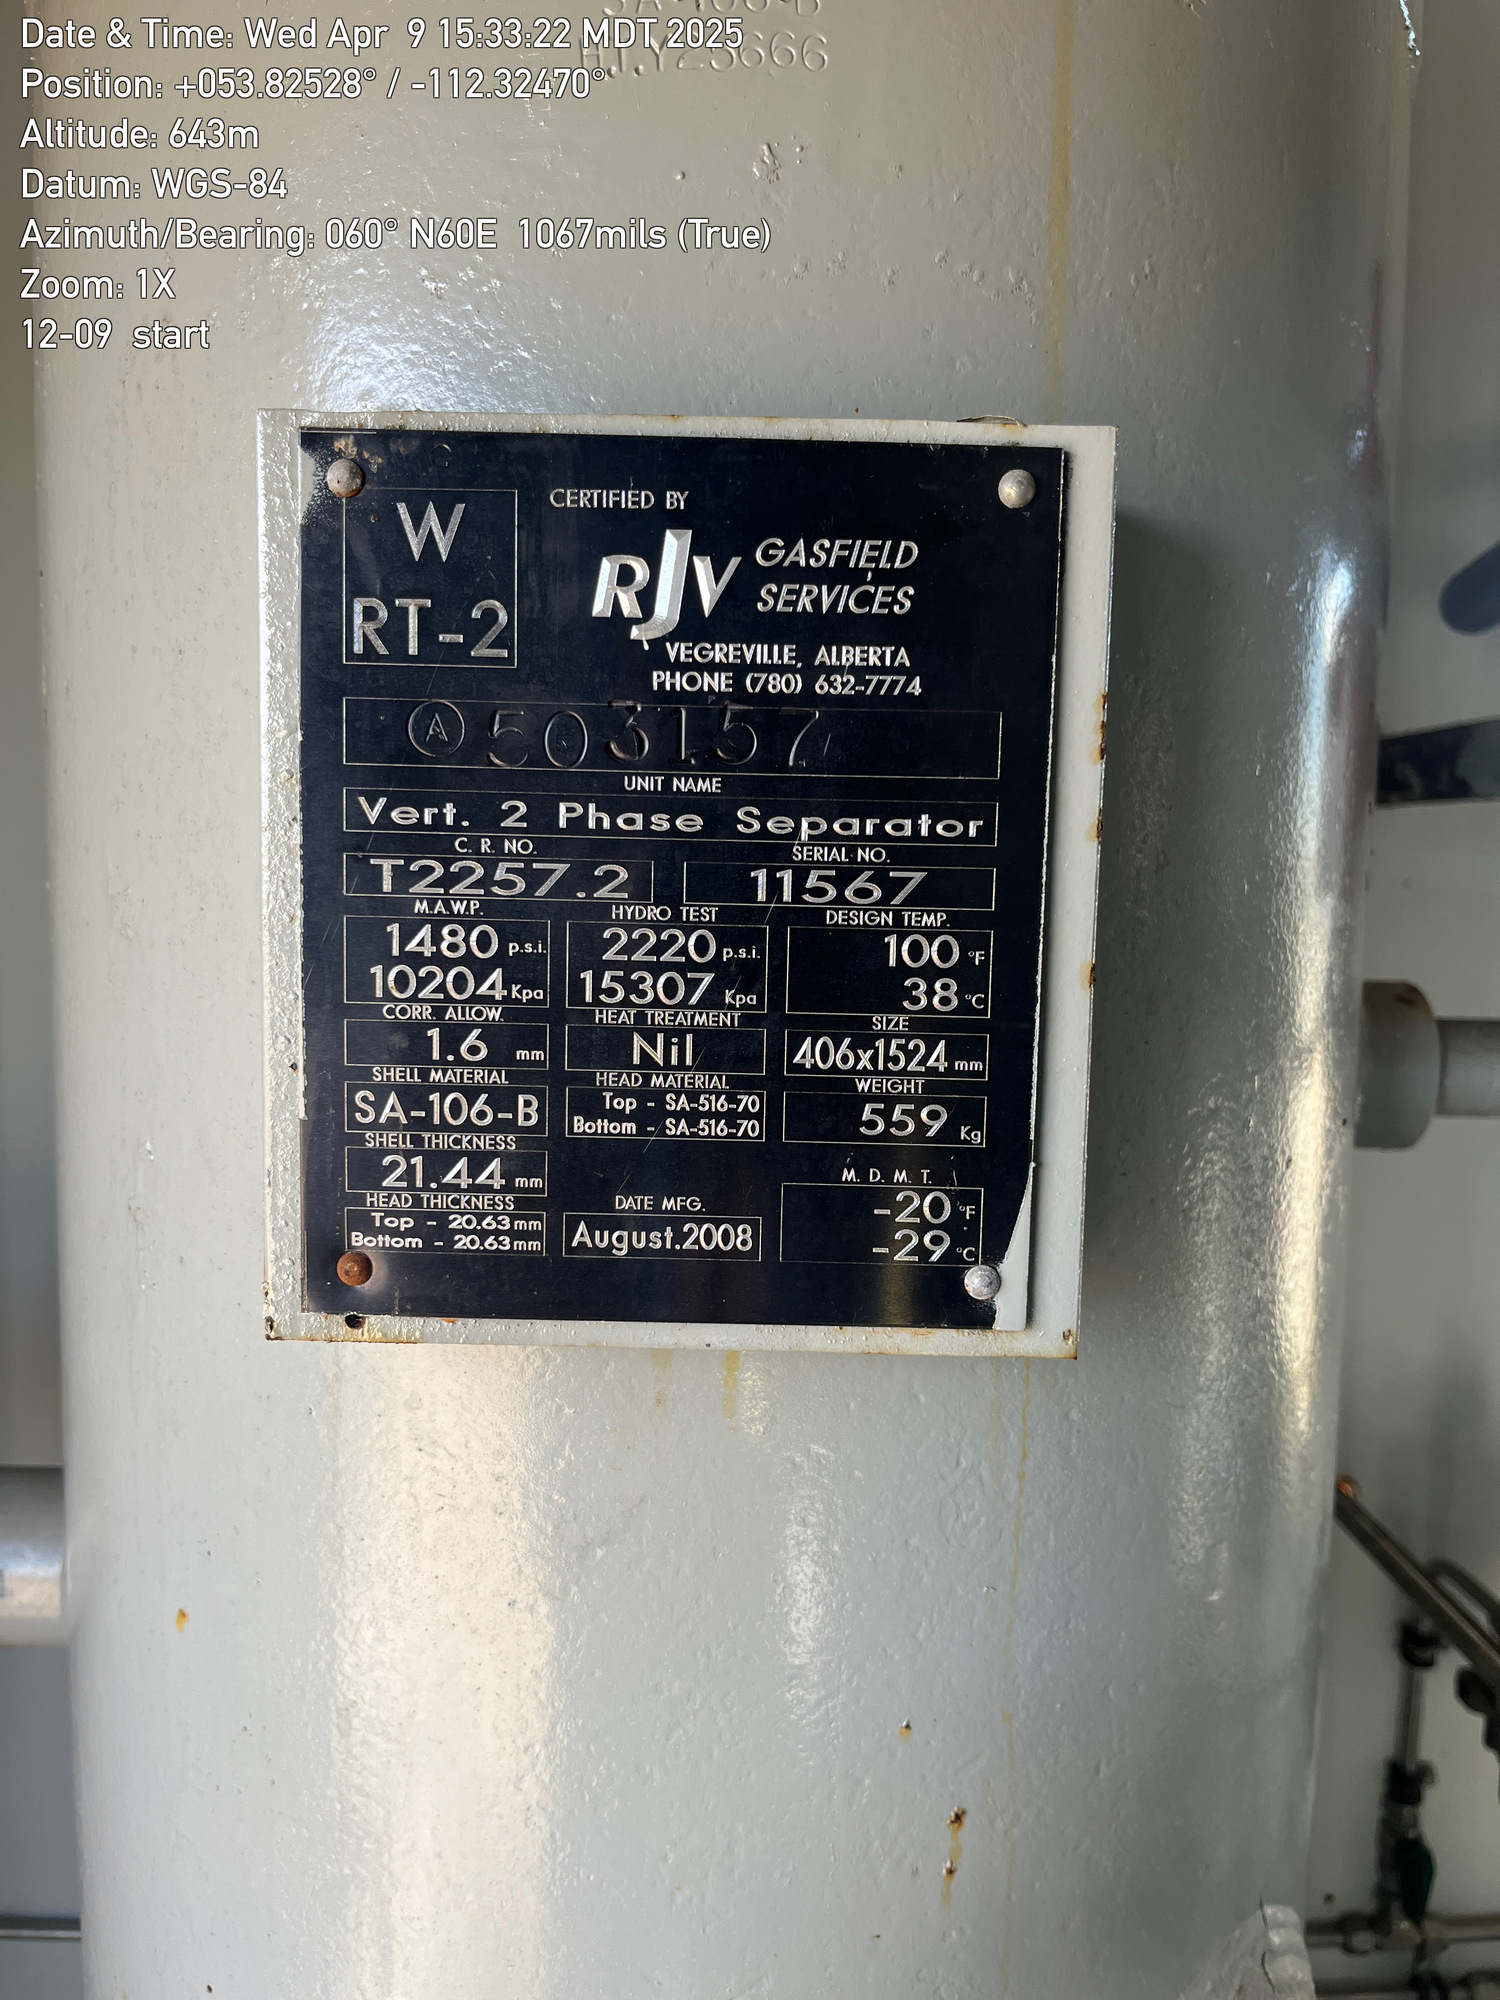 SA-106-B
H.T.Y25666
Date & Time: Wed Apr 9 15:33:22 MDT 2025
Position: +053.82528° / -112.32470°
Altitude: 643m
Datum: WGS-84
Azimuth/Bearing: 060° N60E 1067mils (True)
Zoom: 1X
12-09 start
W
RT-2
CERTIFIED BY
RJV GASFIELD SERVICES
VEGREVILLE, ALBERTA
PHONE (780) 632-7774
A 503157
UNIT NAME
Vert. 2 Phase Separator
C. R. NO. SERIAL NO.
T2257.2 11567
M.A.W.P. HYDRO TEST DESIGN TEMP.
1480 p.s.i. 2220 p.s.i. 100 °F
10204 Kpa 15307 Kpa 38 °C
CORR. ALLOW. HEAT TREATMENT SIZE
1.6 mm Nil 406x1524 mm
SHELL MATERIAL HEAD MATERIAL WEIGHT
SA-106-B Top - SA-516-70 559 Kg
Bottom - SA-516-70
SHELL THICKNESS
21.44 mm M. D. M. T.
HEAD THICKNESS DATE MFG. -20 °F
Top - 20.63 mm August.2008 -29 °C
Bottom - 20.63 mm